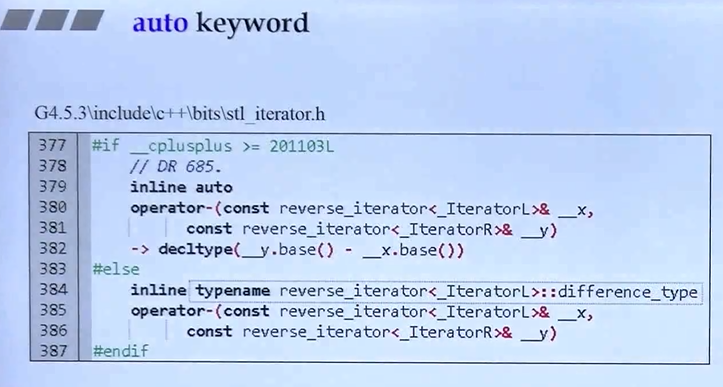 auto keyword
G4.5.3\include\c++\bits\stl_iterator.h
377 #if __cplusplus >= 201103L
378 // DR 685.
379 inline auto
380 operator-(const reverse_iterator<_IteratorL>& __x,
381 const reverse_iterator<_IteratorR>& __y)
382 -> decltype(__y.base() - __x.base())
383 #else
384 inline typename reverse_iterator<_IteratorL>::difference_type
385 operator-(const reverse_iterator<_IteratorL>& __x,
386 const reverse_iterator<_IteratorR>& __y)
387 #endif